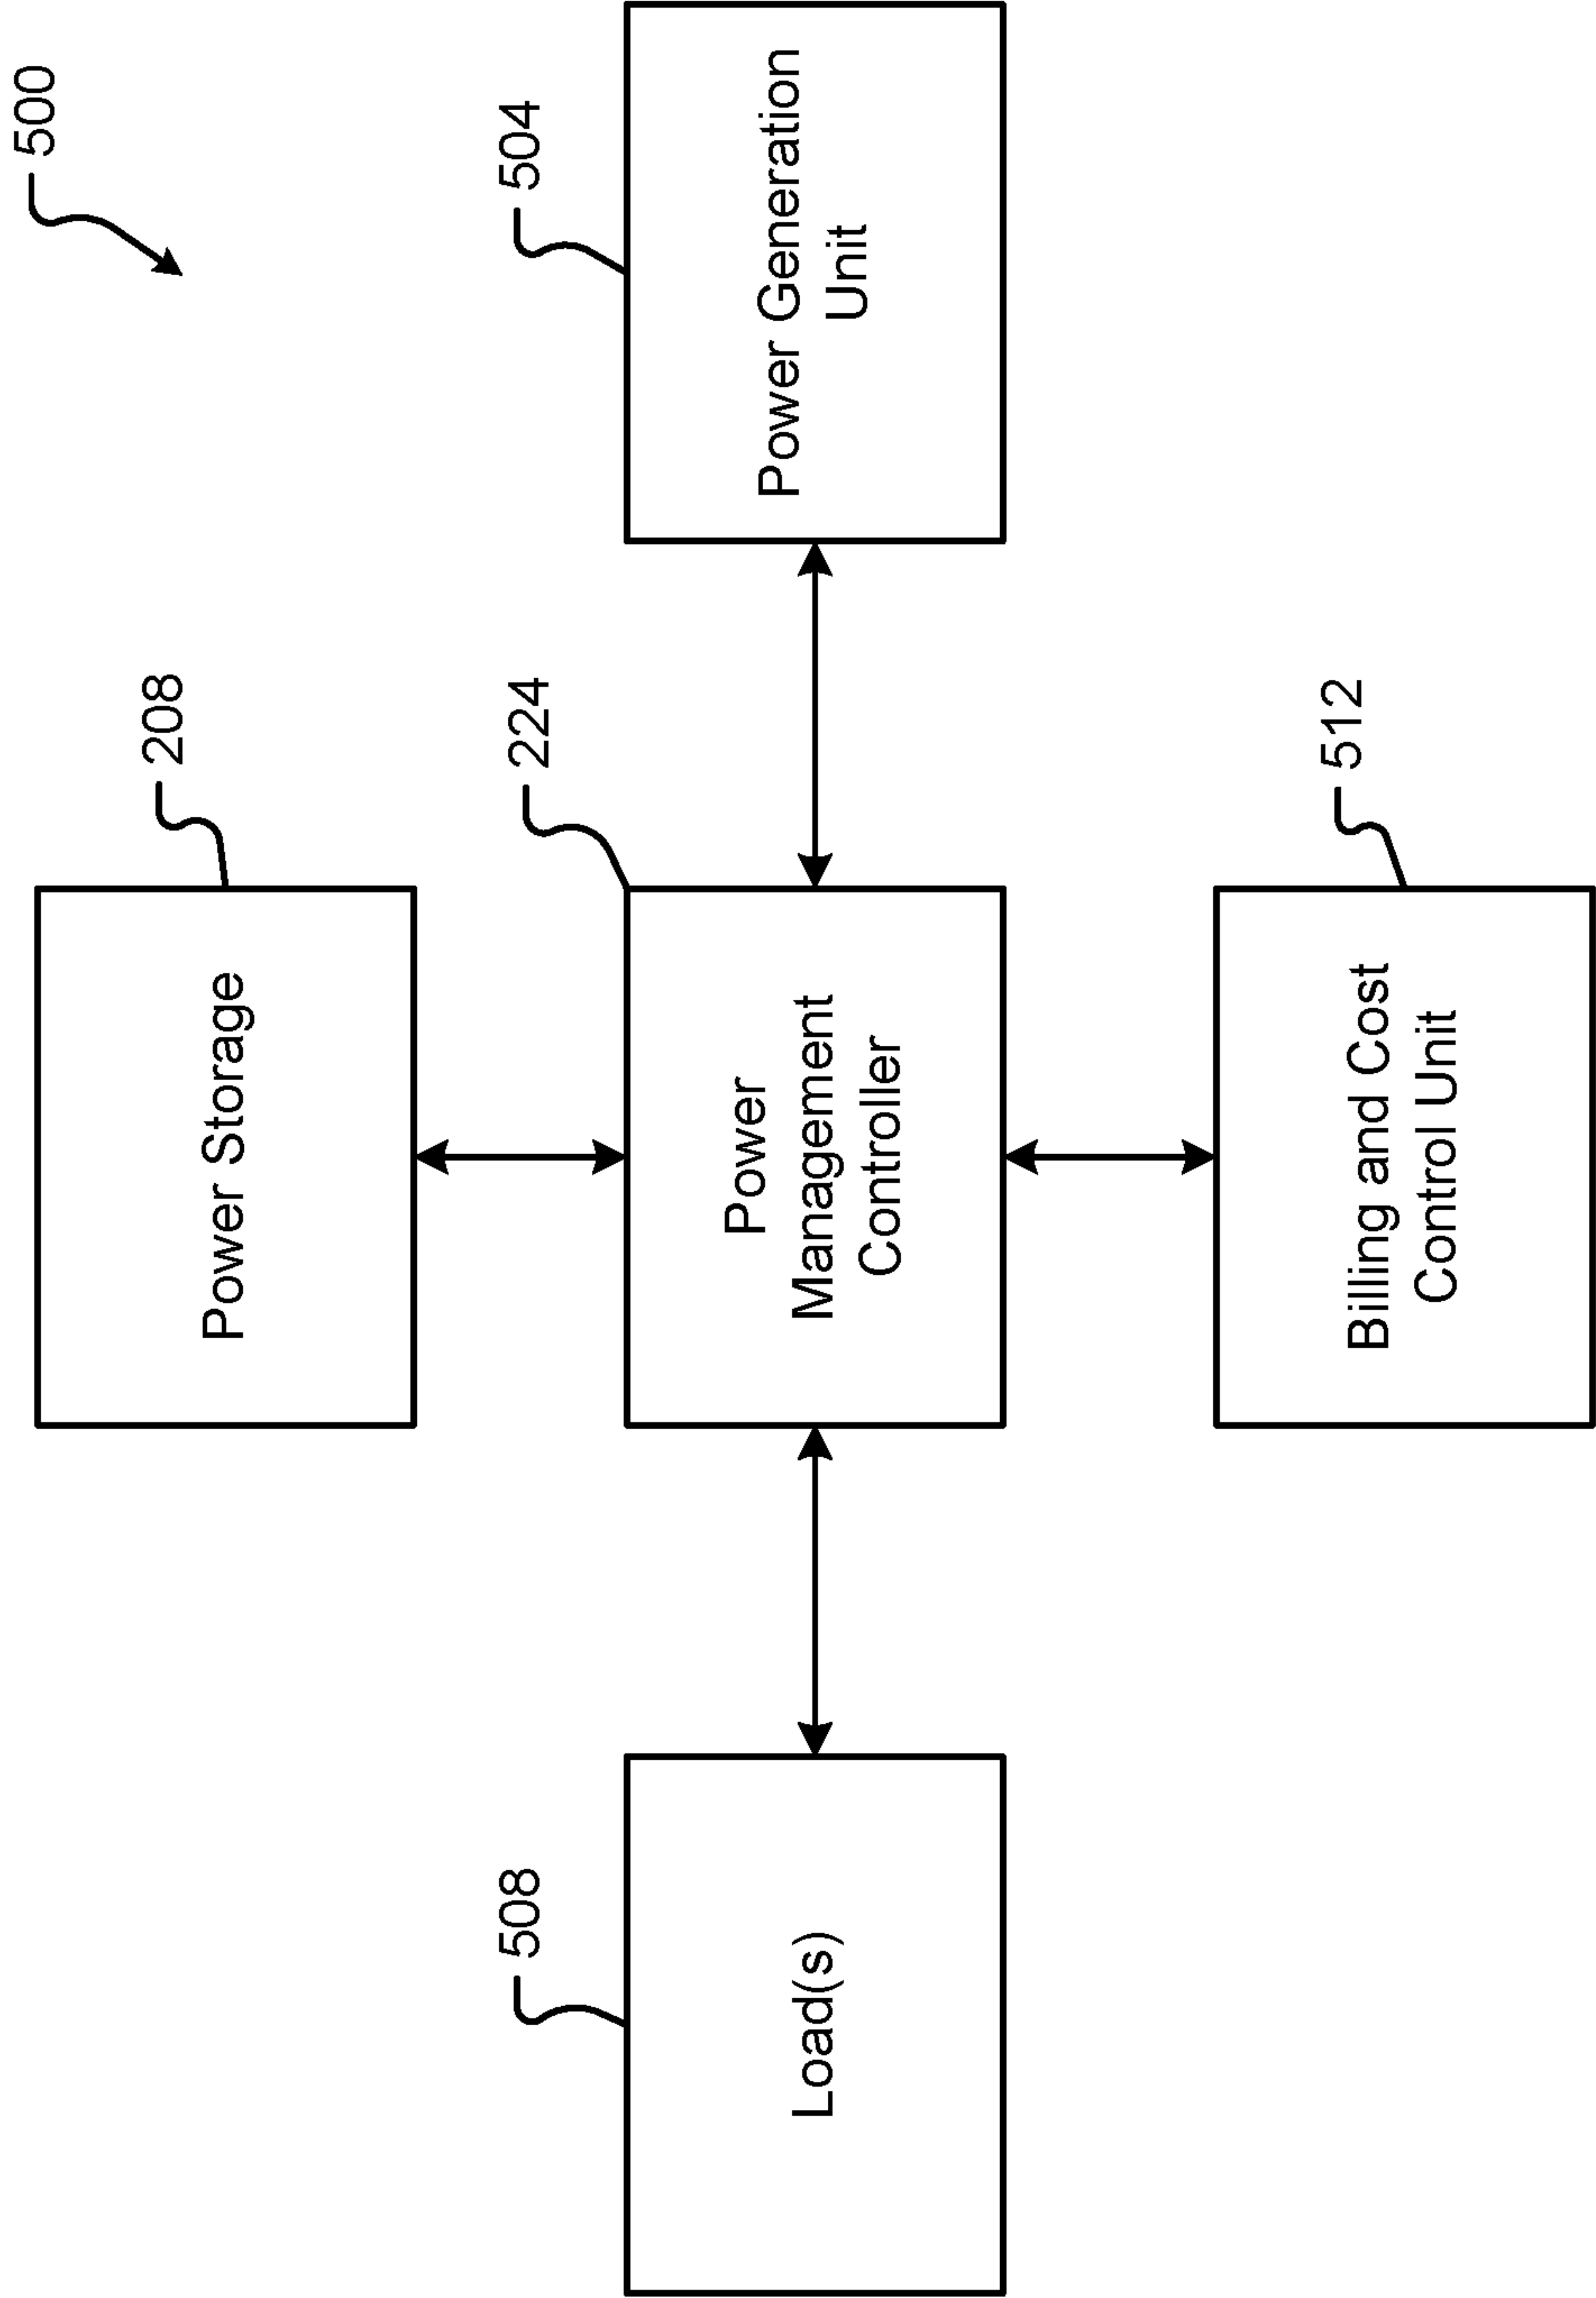 500
208
Power Storage
508
224
504
Load(s)
Power
Management
Controller
Power Generation
Unit
512
Billing and Cost
Control Unit